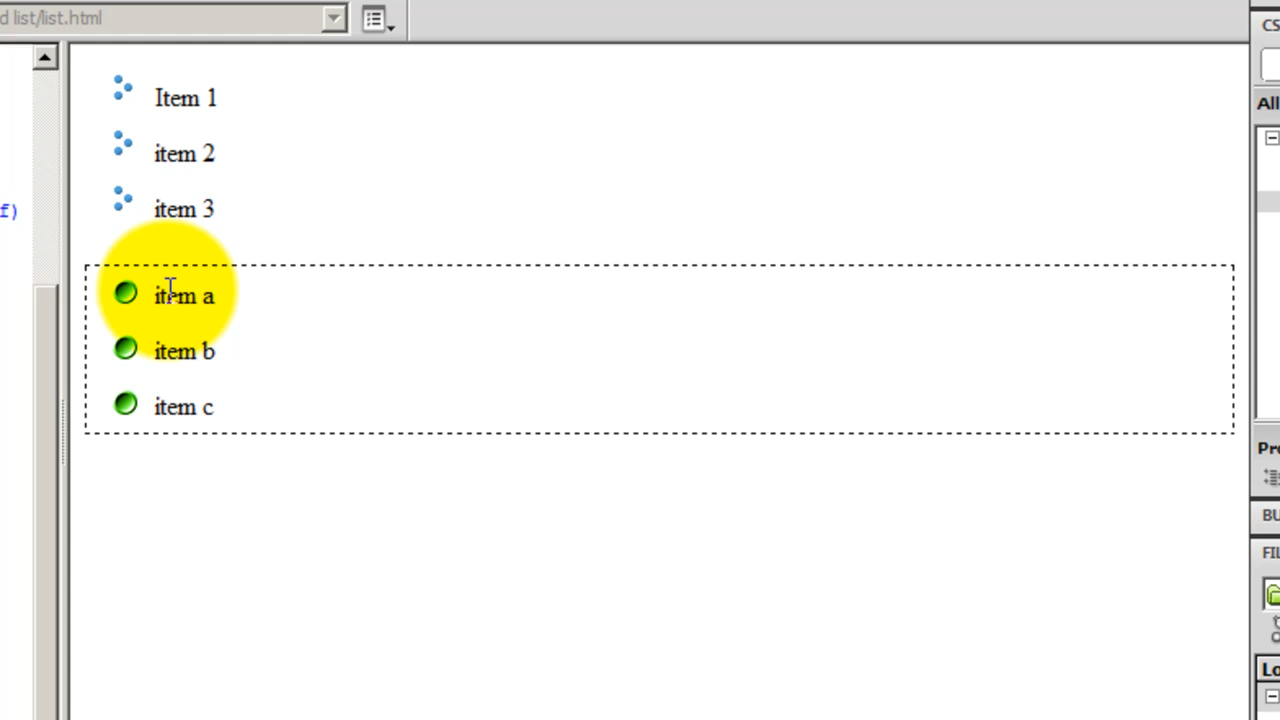 d list/list.html
CS
All
Item 1
item 2
item 3
f)
item a
item b
item c
Pro
BU
FIL
Lo